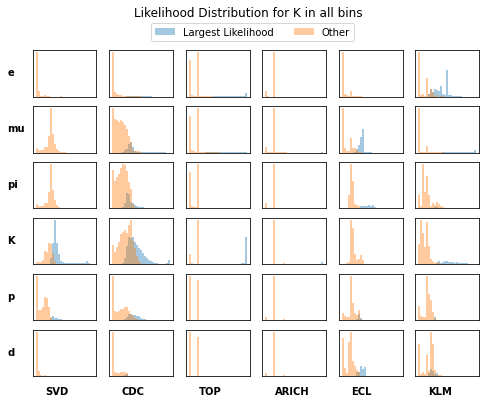 Likelihood Distribution for K in all bins
Largest Likelihood Other
e
mu
pi
K
p
d
SVD CDC TOP ARICH ECL KLM